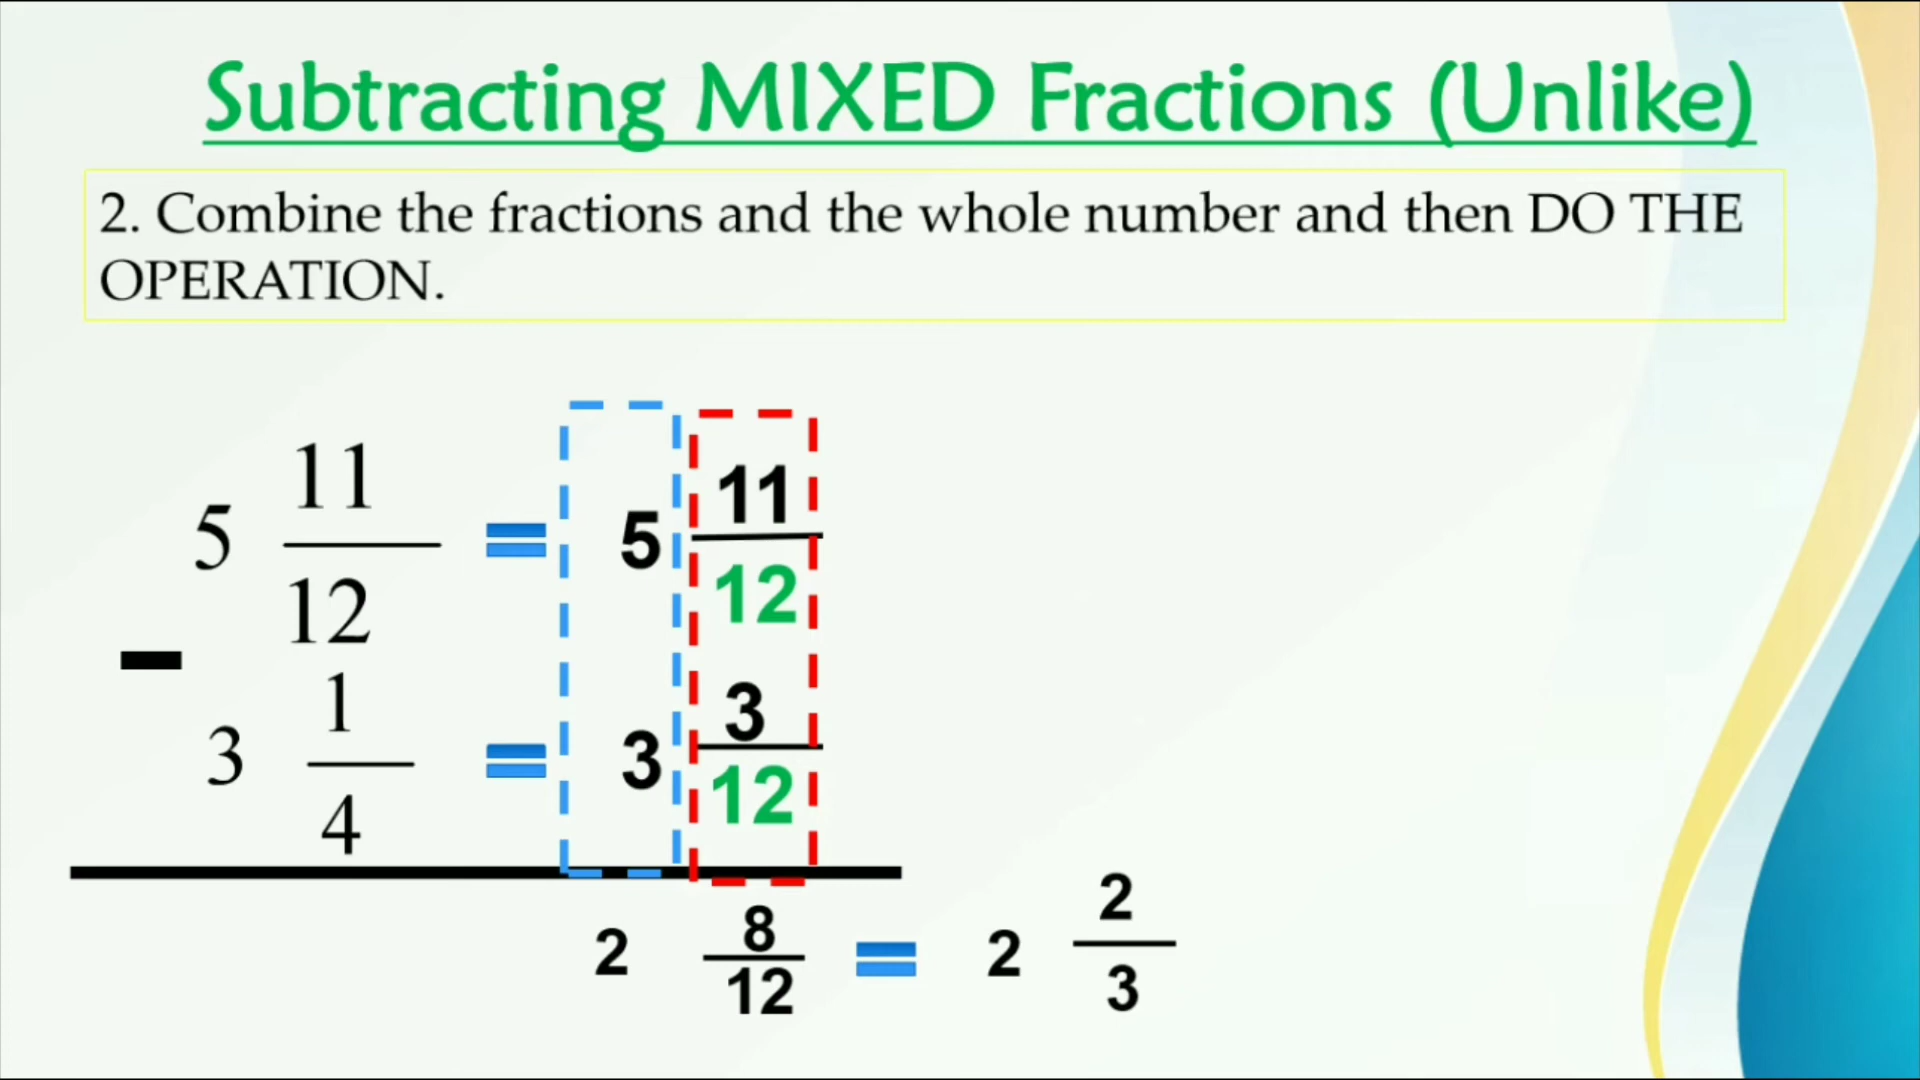 Subtracting MIXED Fractions (Unlike)
2. Combine the fractions and the whole number and then DO THE
OPERATION.
5 11/12 = 5 11/12
-
3 1/4 = 3 3/12
2 8/12 = 2 2/3